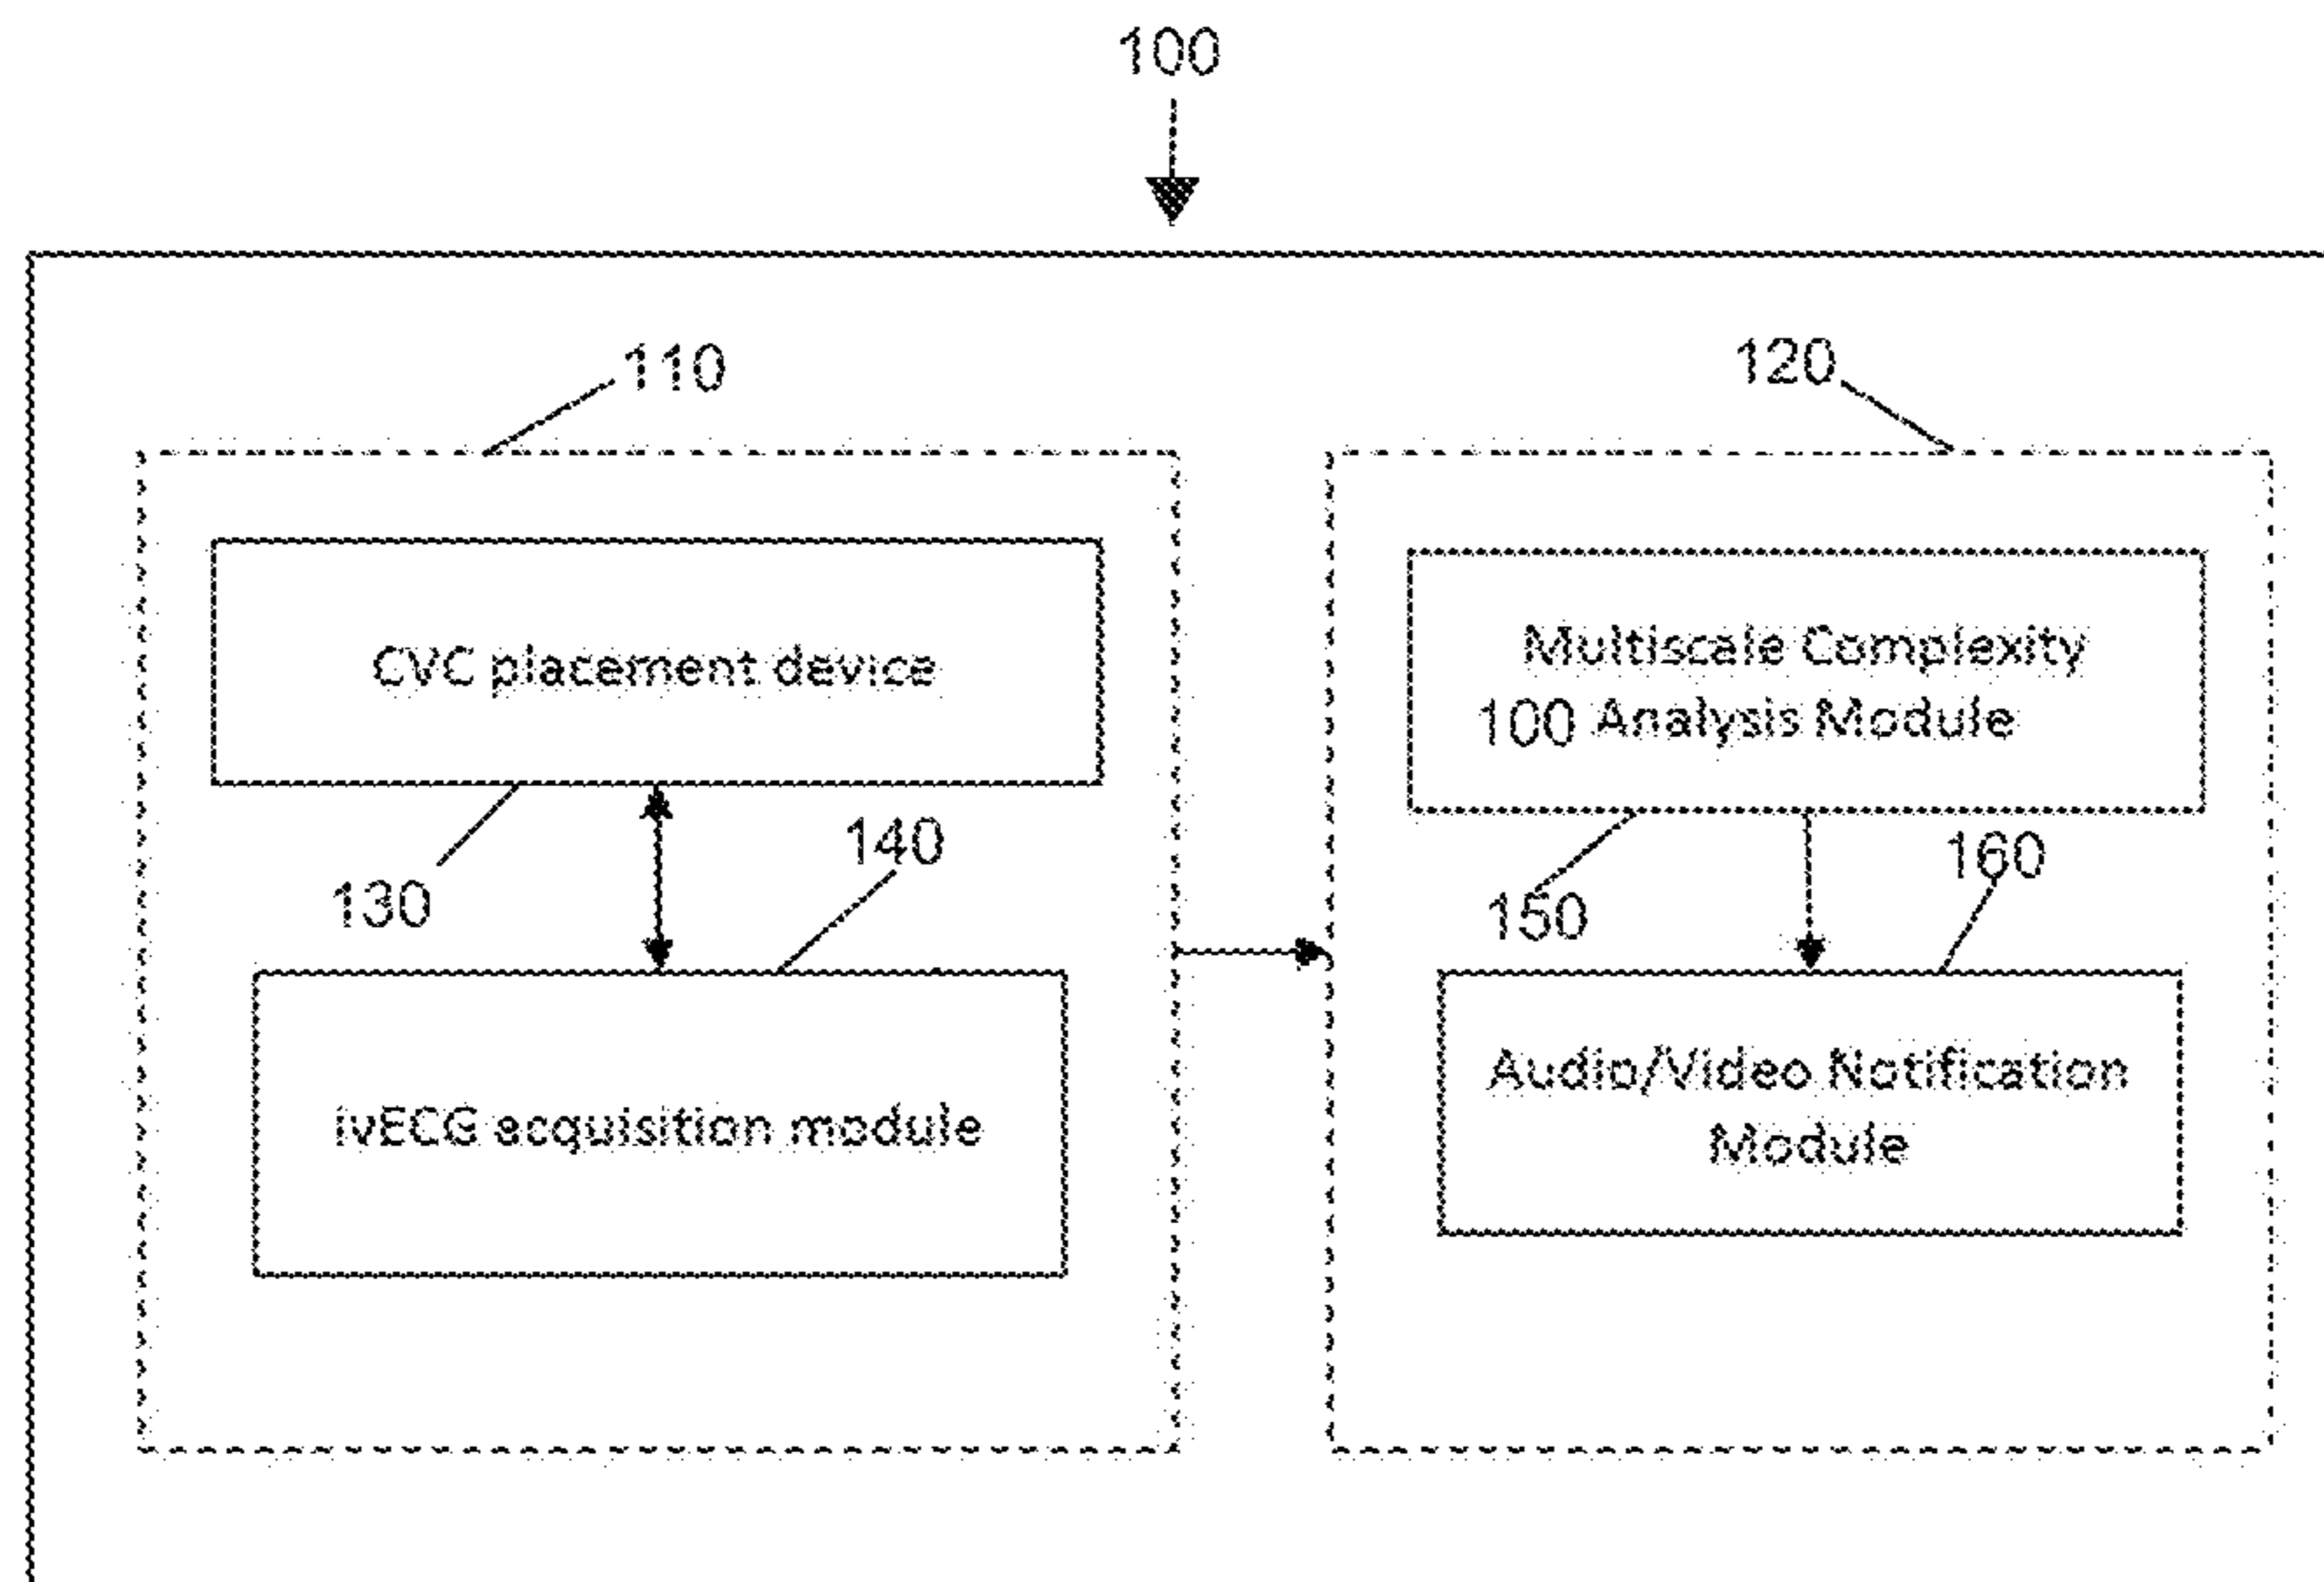 100
110
120
CVC placement device
Multiscale Complexity
100 Analysis Module
130
140
150
160
ivECG acquisition module
Audio/Video Notification
Module